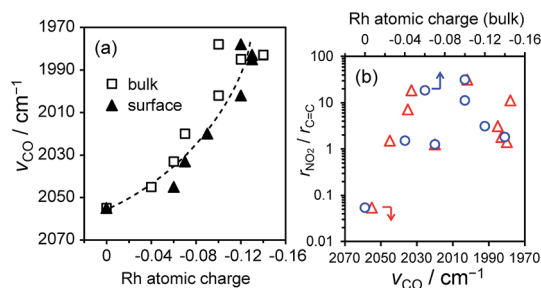 (a)
ν_CO / cm⁻¹
1970
1990
2010
2030
2050
2070
bulk
surface
0 -0.04 -0.08 -0.12 -0.16
Rh atomic charge
Rh atomic charge (bulk)
0 -0.04 -0.08 -0.12 -0.16
(b)
r_NO₂ / r_C=C
100
10
1
0.1
0.01
2070 2050 2030 2010 1990 1970
ν_CO / cm⁻¹